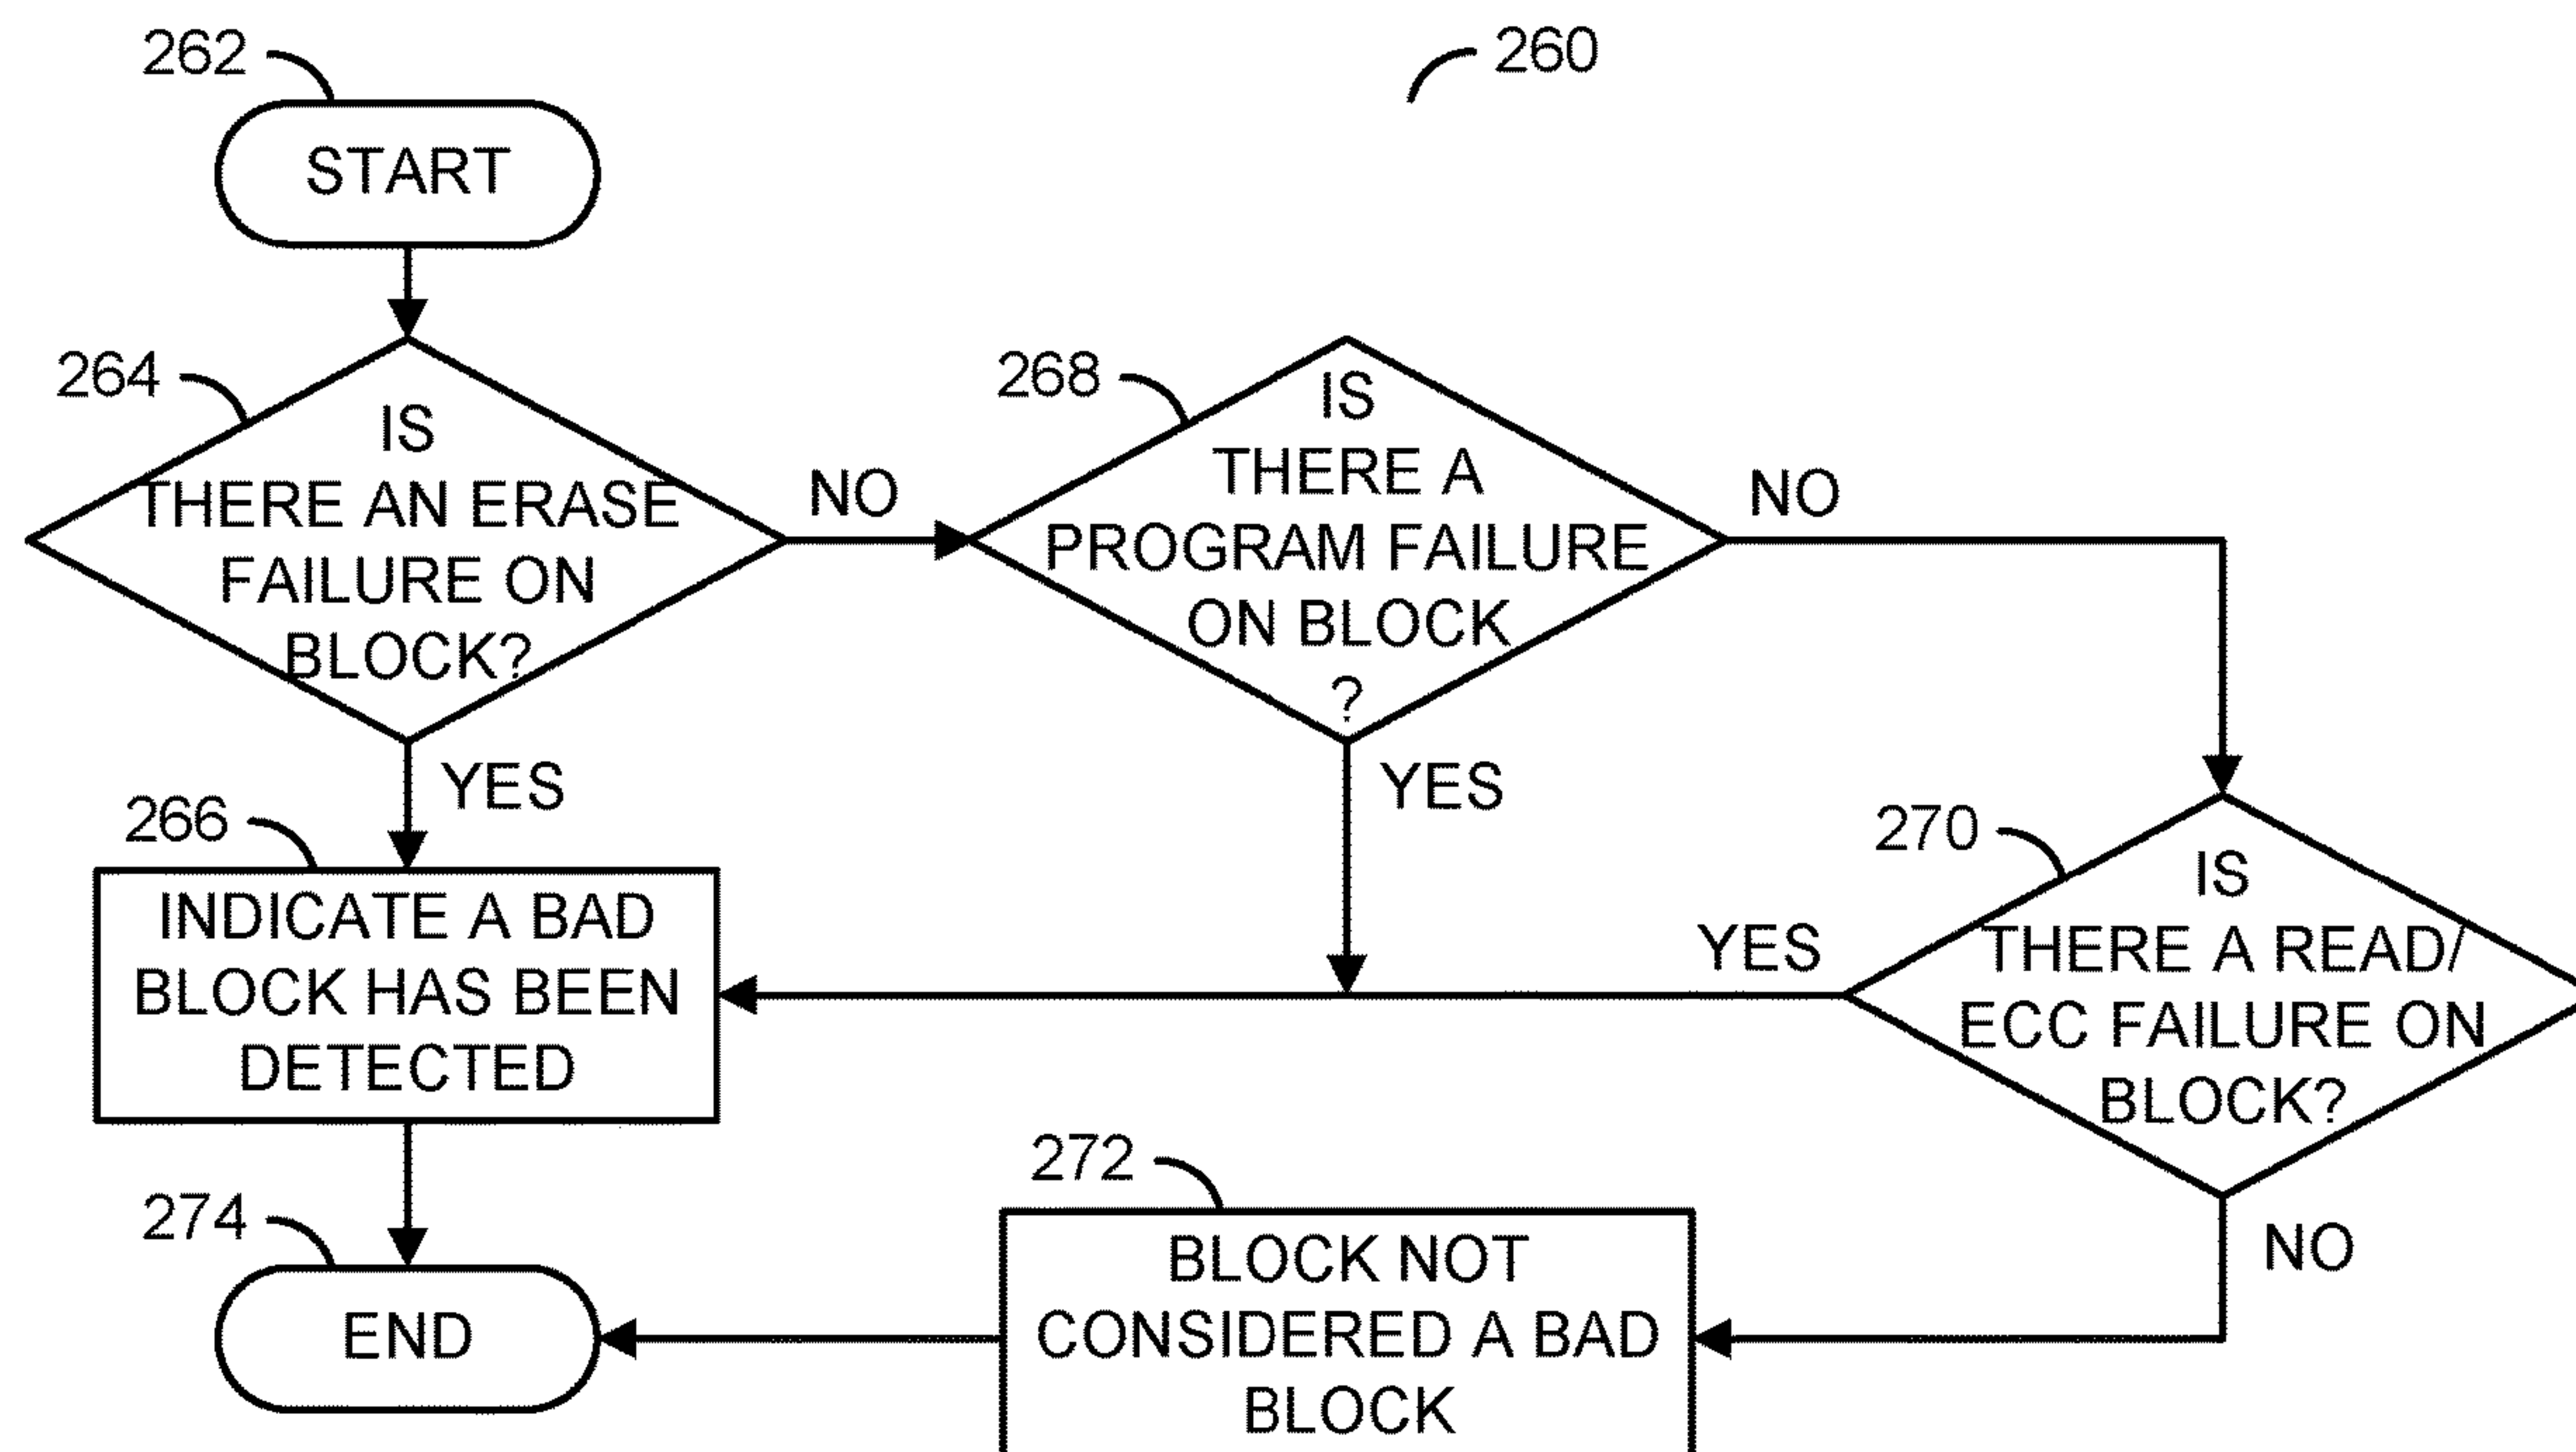 262
260
START
264
IS
THERE AN ERASE
FAILURE ON
BLOCK?
NO
268
IS
THERE A
PROGRAM FAILURE
ON BLOCK
?
NO
YES
YES
266
INDICATE A BAD
BLOCK HAS BEEN
DETECTED
270
IS
THERE A READ/
ECC FAILURE ON
BLOCK?
YES
NO
272
BLOCK NOT
CONSIDERED A BAD
BLOCK
274
END